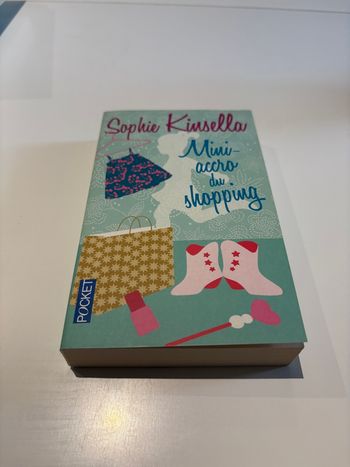 Sophie Kinsella
Mini-
accro
du
shopping
POCKET